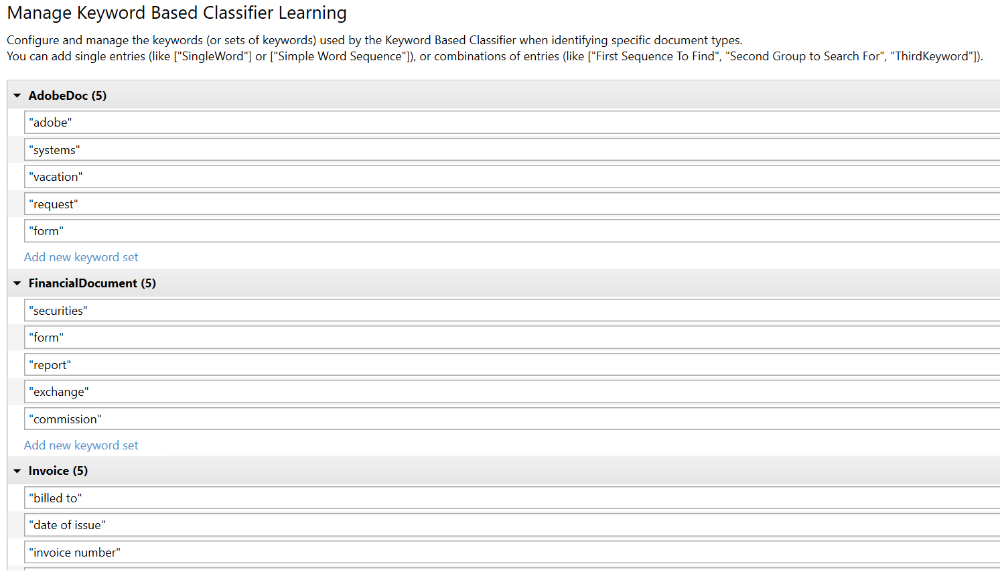 Manage Keyword Based Classifier Learning
Configure and manage the keywords (or sets of keywords) used by the Keyword Based Classifier when identifying specific document types.
You can add single entries (like ["SingleWord"] or ["Simple Word Sequence"]), or combinations of entries (like ["First Sequence To Find", "Second Group to Search For", "ThirdKeyword"]).
AdobeDoc (5)
"adobe"
"systems"
"vacation"
"request"
"form"
Add new keyword set
FinancialDocument (5)
"securities"
"form"
"report"
"exchange"
"commission"
Add new keyword set
Invoice (5)
"billed to"
"date of issue"
"invoice number"